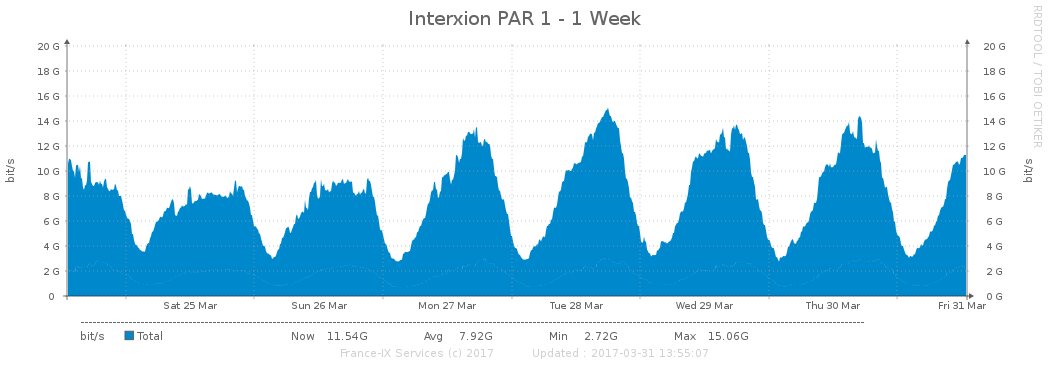 Interxion PAR 1 - 1 Week
RRDTOOL / TOBI OETIKER
20 G 20 G
18 G 18 G
16 G 16 G
14 G 14 G
12 G 12 G
10 G 10 G
8 G 8 G
6 G 6 G
4 G 4 G
2 G 2 G
0 0 G
bit/s bit/s
Sat 25 Mar Sun 26 Mar Mon 27 Mar Tue 28 Mar Wed 29 Mar Thu 30 Mar Fri 31 Mar
bit/s Total Now 11.54G Avg 7.92G Min 2.72G Max 15.06G
France-IX Services (c) 2017 Updated : 2017-03-31 13:55:07